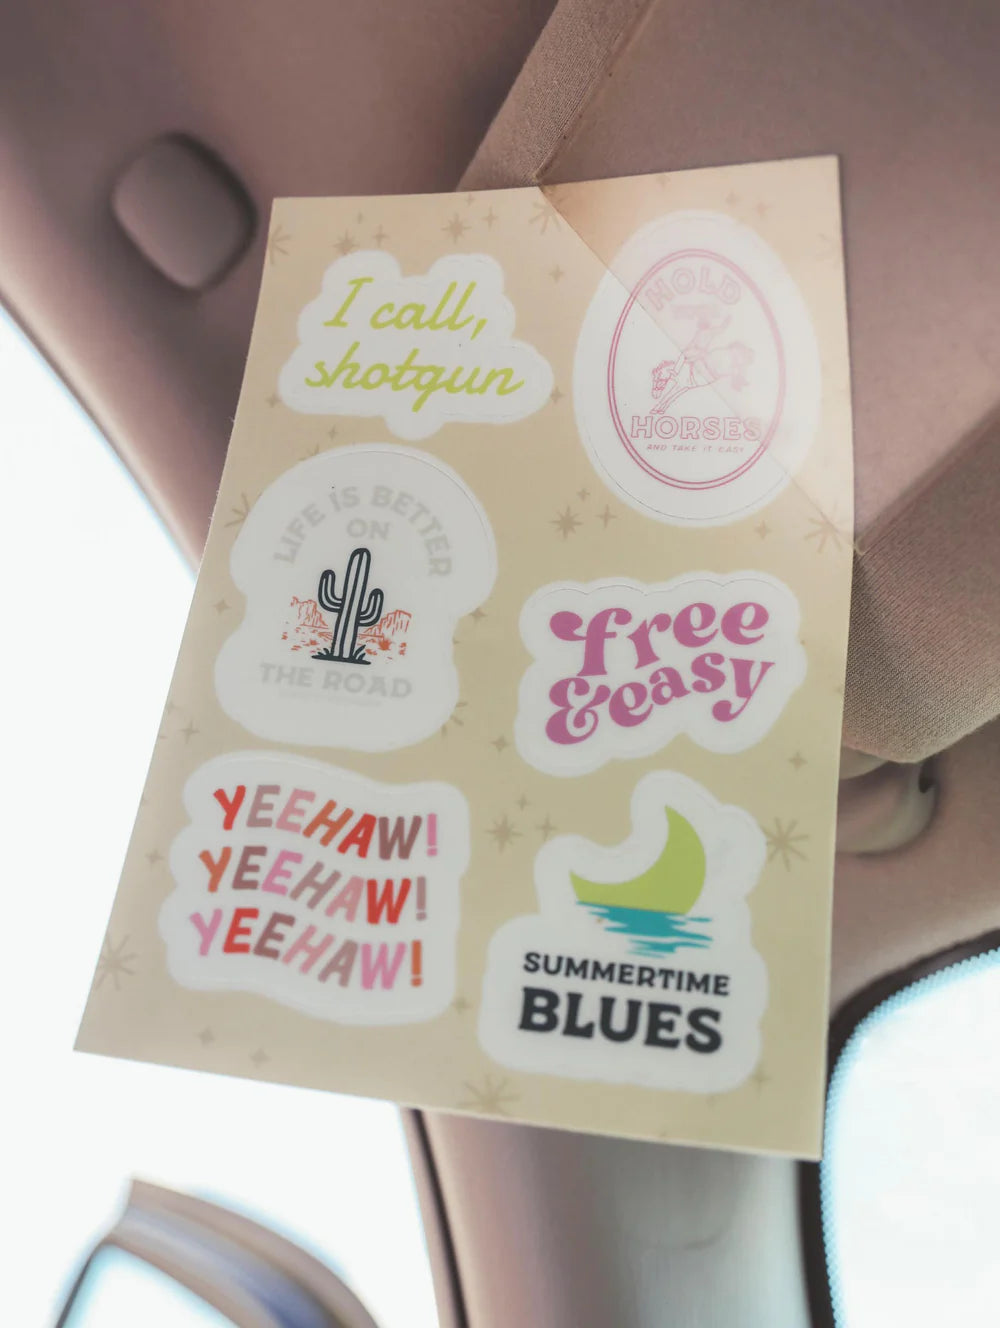 I call,
shotgun
HOLD
HORSES
AND TAKE IT EASY
LIFE IS BETTER
ON
THE ROAD
free
&easy
YEEHAW!
YEEHAW!
YEEHAW!
SUMMERTIME
BLUES